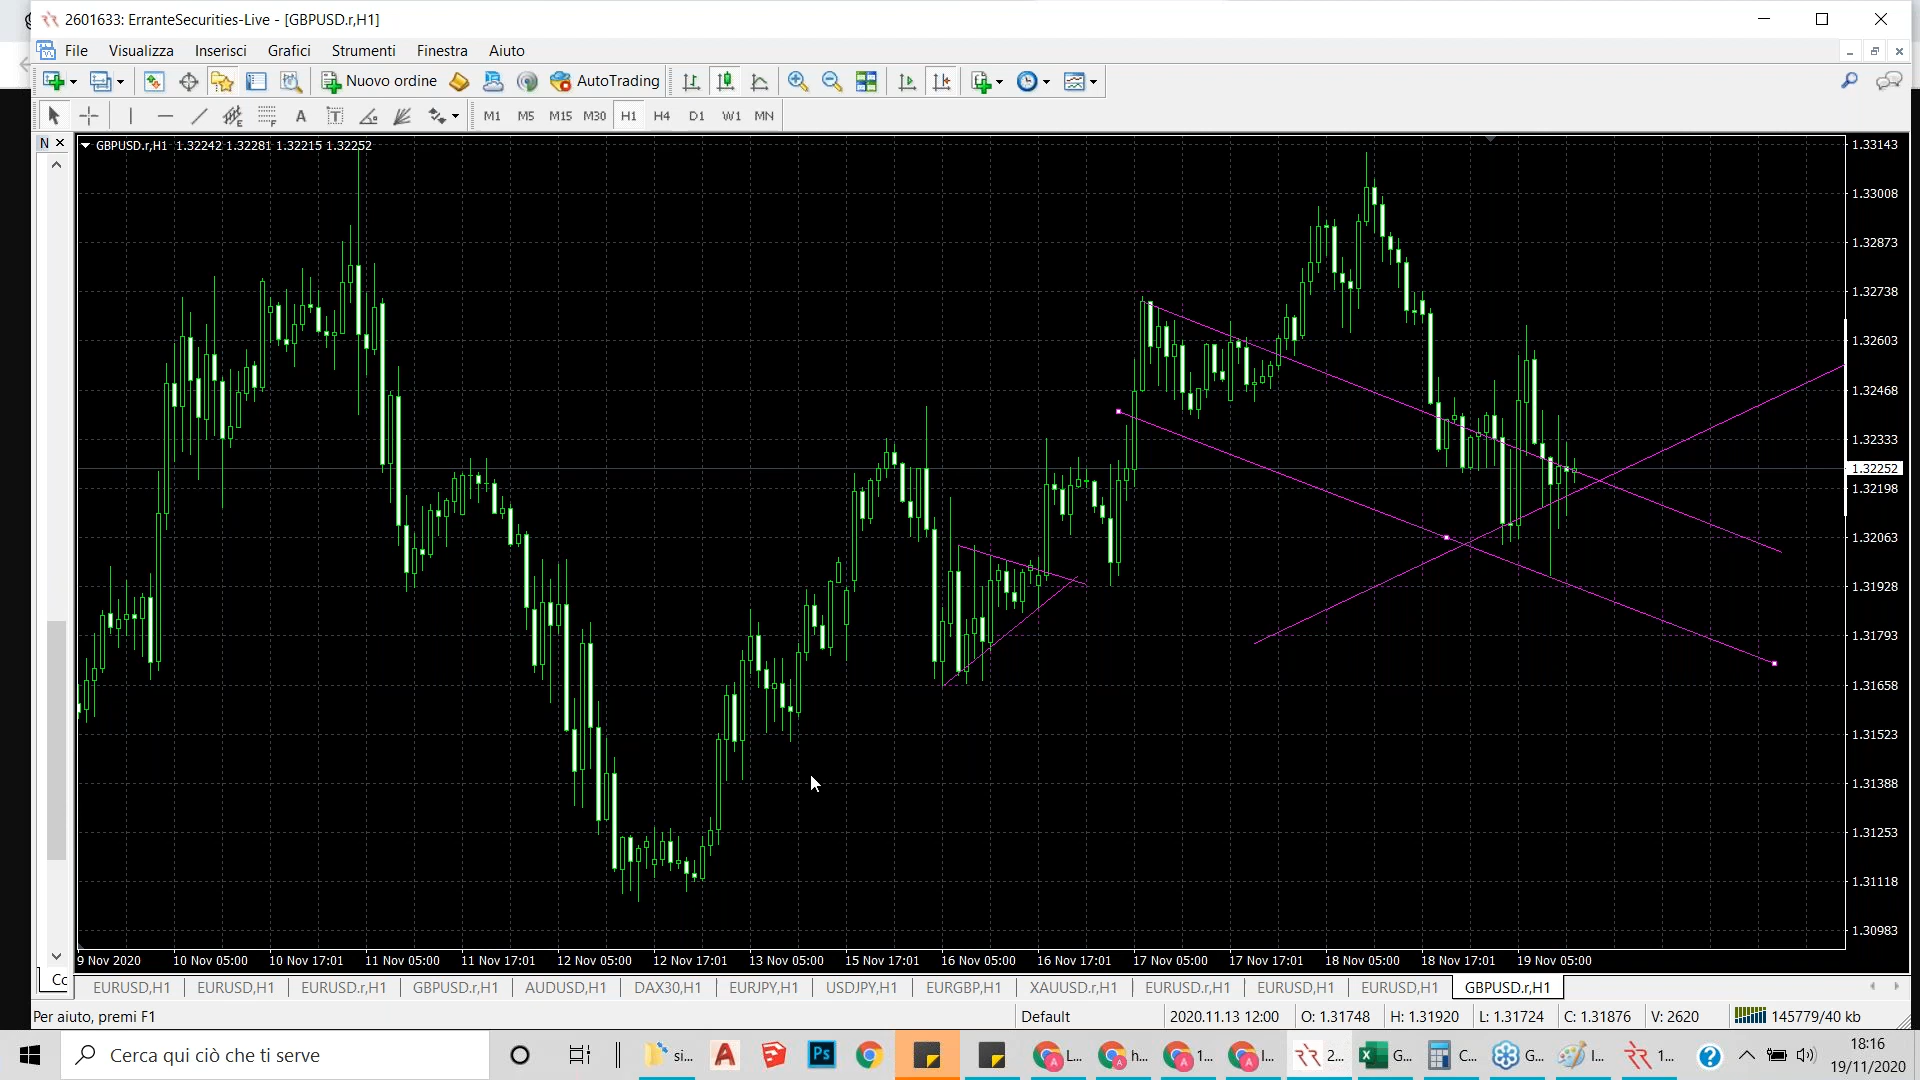 2601633: ErranteSecurities-Live - [GBPUSD.r,H1]
File Visualizza Inserisci Grafici Strumenti Finestra Aiuto
Nuovo ordine AutoTrading
A T M1 M5 M15 M30 H1 H4 D1 W1 MN
N
GBPUSD.r,H1 1.32242 1.32281 1.32215 1.32252
1.33143
1.33008
1.32873
1.32738
1.32603
1.32468
1.32333
1.32252
1.32198
1.32063
1.31928
1.31793
1.31658
1.31523
1.31388
1.31253
1.31118
1.30983
9 Nov 2020 10 Nov 05:00 10 Nov 17:01 11 Nov 05:00 11 Nov 17:01 12 Nov 05:00 12 Nov 17:01 13 Nov 05:00 15 Nov 17:01 16 Nov 05:00 16 Nov 17:01 17 Nov 05:00 17 Nov 17:01 18 Nov 05:00 18 Nov 17:01 19 Nov 05:00
Cc EURUSD,H1 EURUSD,H1 EURUSD.r,H1 GBPUSD.r,H1 AUDUSD,H1 DAX30,H1 EURJPY,H1 USDJPY,H1 EURGBP,H1 XAUUSD.r,H1 EURUSD.r,H1 EURUSD,H1 EURUSD,H1 GBPUSD.r,H1
Per aiuto, premi F1 Default 2020.11.13 12:00 O: 1.31748 H: 1.31920 L: 1.31724 C: 1.31876 V: 2620 145779/40 kb
Cerca qui ciò che ti serve si... Ps L... h... 1... I... 2... G... C... G... I... 1... 18:16
19/11/2020